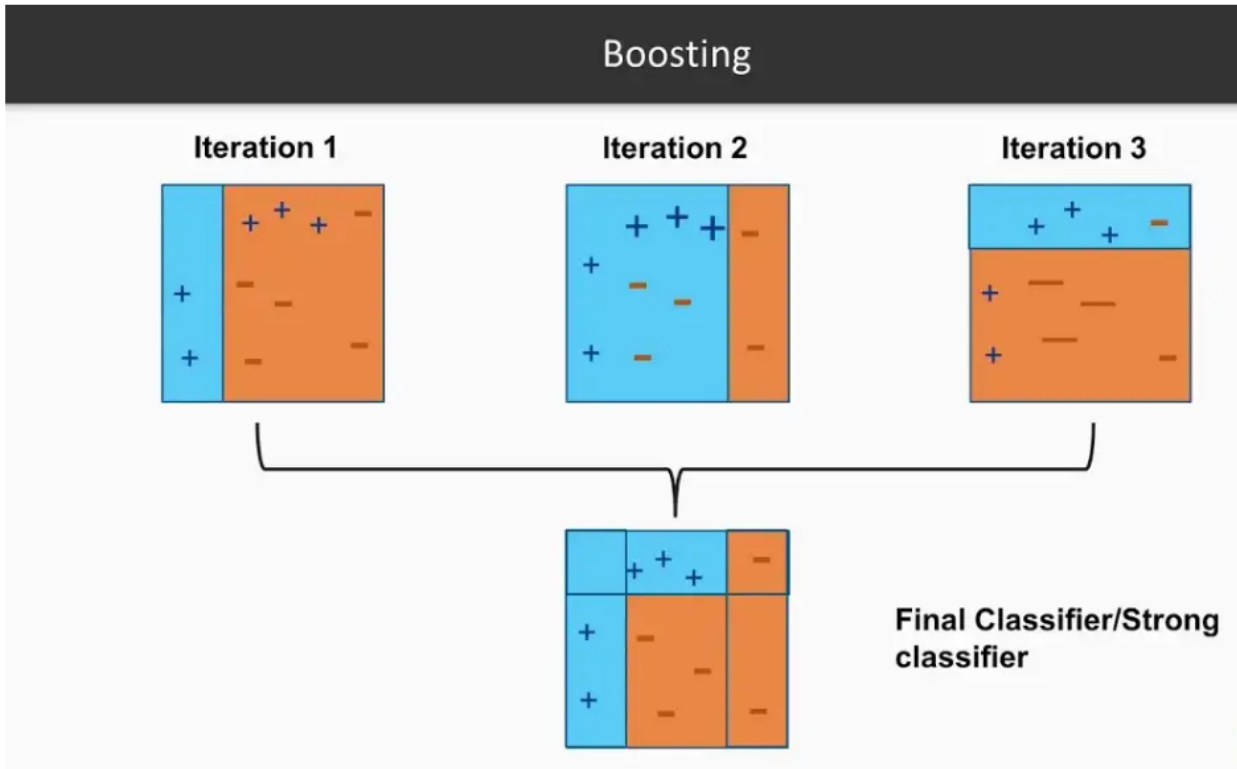 Boosting
Iteration 1
Iteration 2
Iteration 3
Final Classifier/Strong
classifier